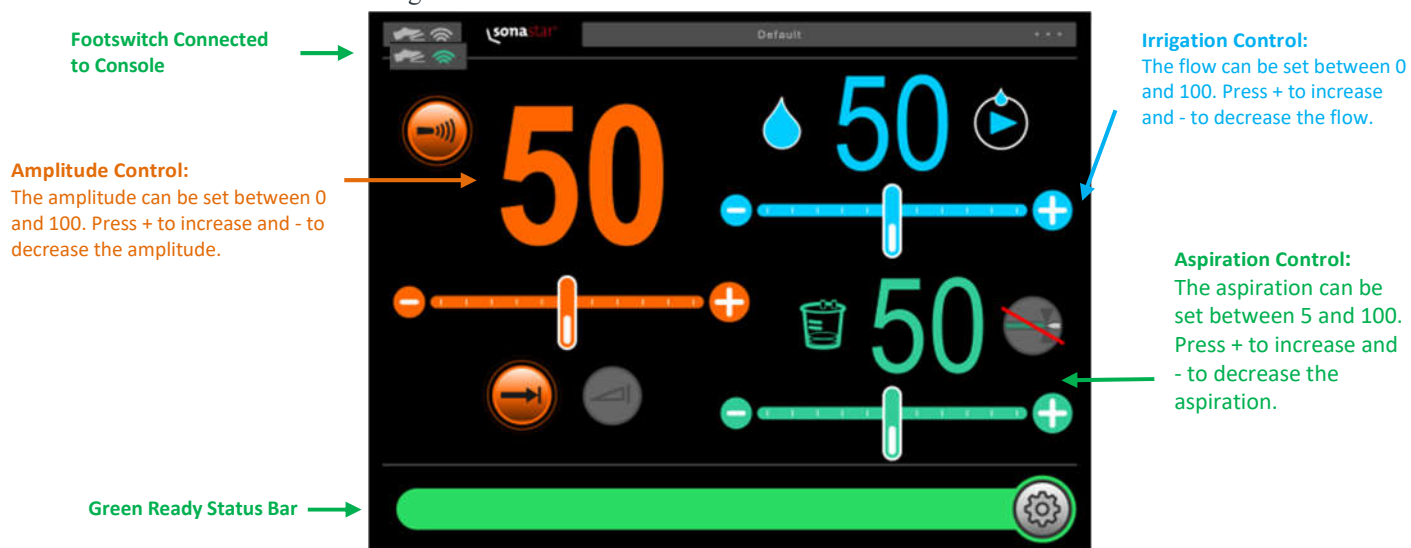 Footswitch Connected
to Console
sonastar
Default
Irrigation Control:
The flow can be set between 0
and 100. Press + to increase
and - to decrease the flow.
Amplitude Control:
The amplitude can be set between 0
and 100. Press + to increase and - to
decrease the amplitude.
50
50
Aspiration Control:
The aspiration can be
set between 5 and 100.
Press + to increase and
- to decrease the
aspiration.
50
Green Ready Status Bar